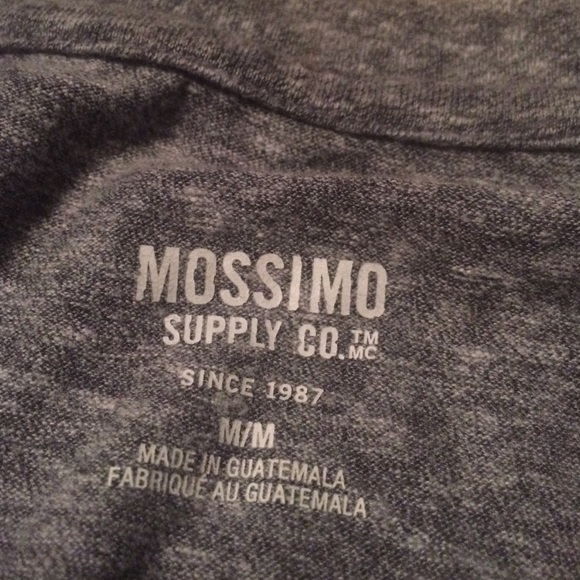 MOSSIMO
SUPPLY CO.™ MC
SINCE 1987
M/M
MADE IN GUATEMALA
FABRIQUÉ AU GUATEMALA